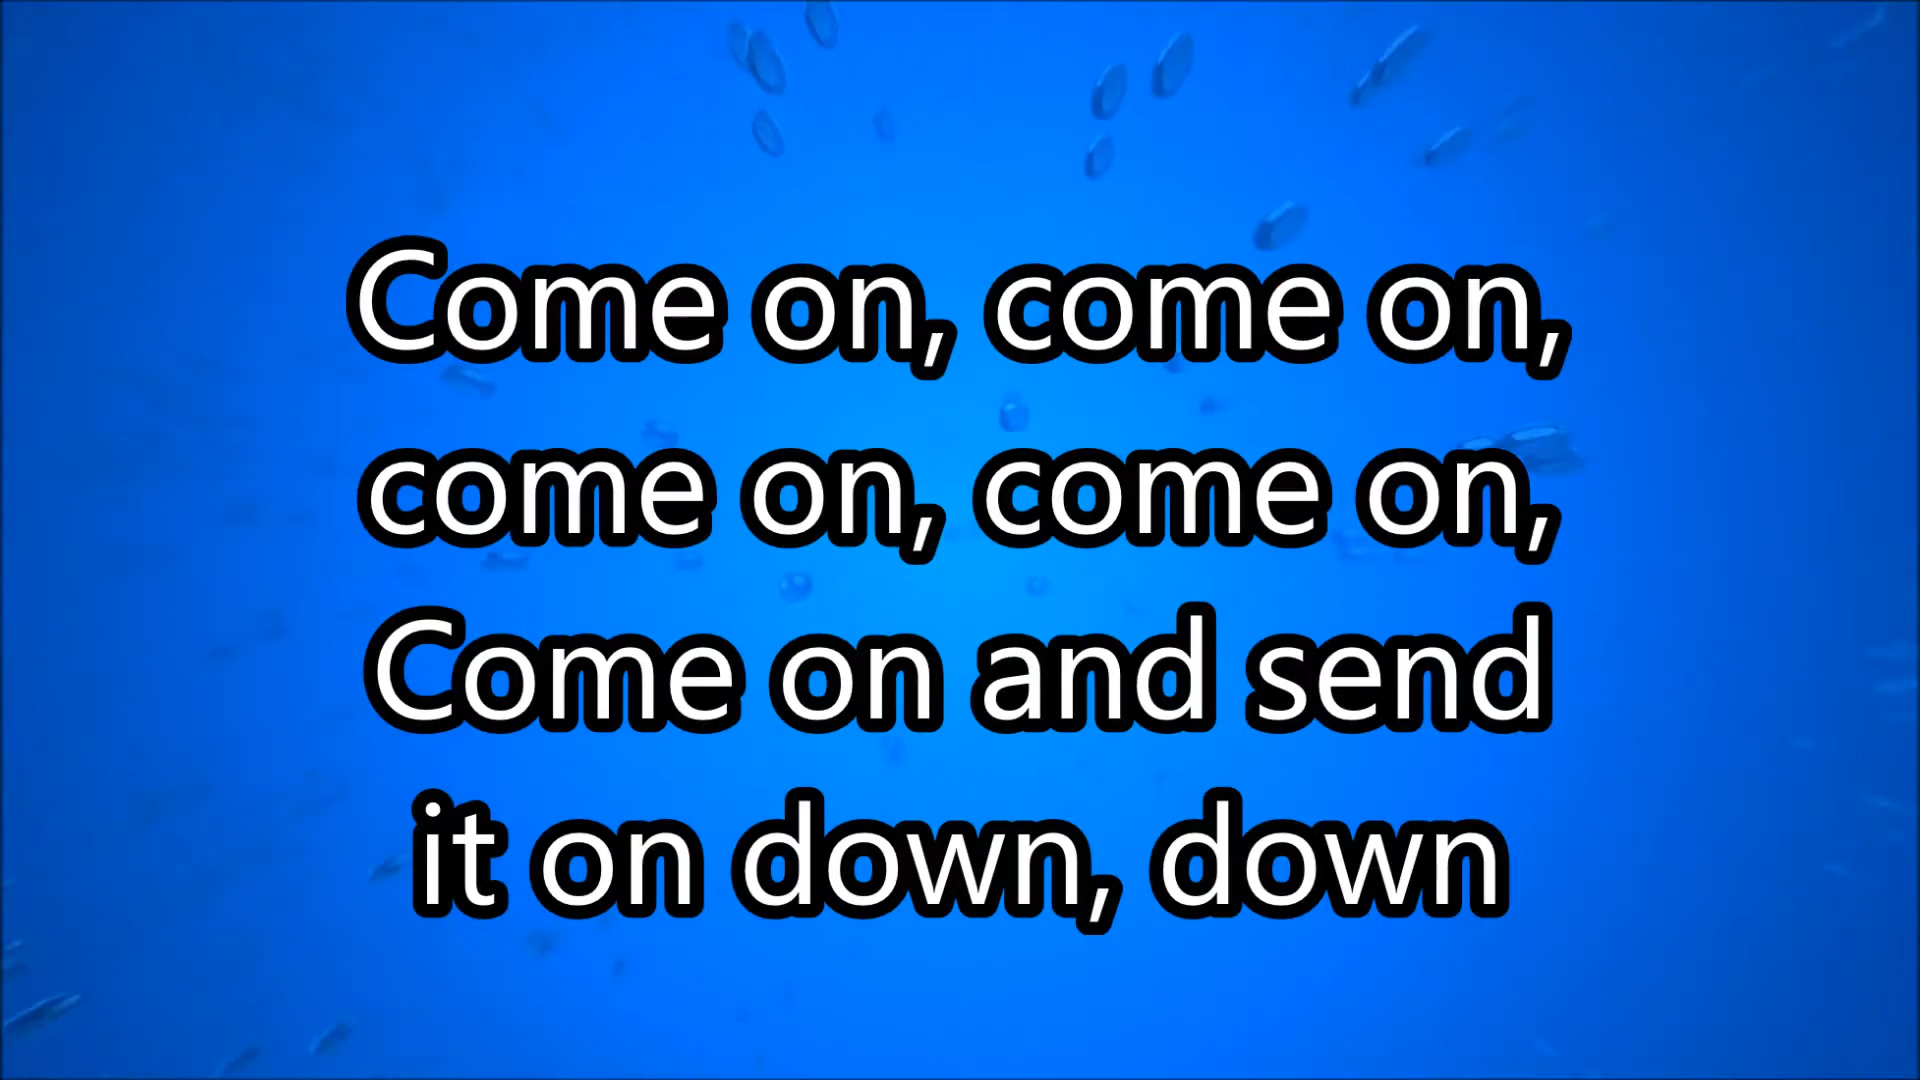 Come on, come on,
come on, come on,
Come on and send
it on down, down